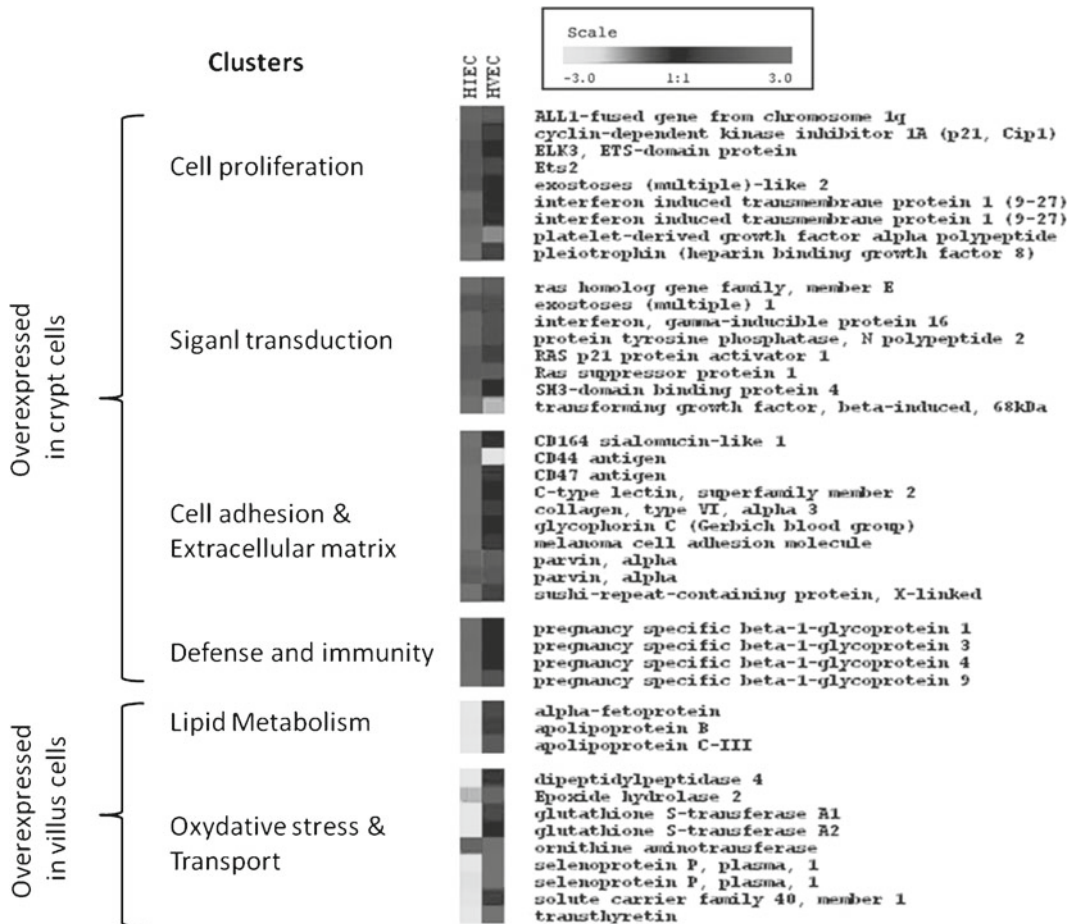 Scale
-3.0 1:1 3.0
Clusters
HIEC
HVEC
Overexpressed
in crypt cells
Cell proliferation
ALL1-fused gene from chromosome 1q
cyclin-dependent kinase inhibitor 1A (p21, Cip1)
ELK3, ETS-domain protein
Ets2
exostoses (multiple)-like 2
interferon induced transmembrane protein 1 (9-27)
interferon induced transmembrane protein 1 (9-27)
platelet-derived growth factor alpha polypeptide
pleiotrophin (heparin binding growth factor 8)
Siganl transduction
ras homolog gene family, member E
exostoses (multiple) 1
interferon, gamma-inducible protein 16
protein tyrosine phosphatase, N polypeptide 2
RAS p21 protein activator 1
Ras suppressor protein 1
SH3-domain binding protein 4
transforming growth factor, beta-induced, 68kDa
Cell adhesion &
Extracellular matrix
CD164 sialomucin-like 1
CD44 antigen
CD47 antigen
C-type lectin, superfamily member 2
collagen, type VI, alpha 3
glycophorin C (Gerbich blood group)
melanoma cell adhesion molecule
parvin, alpha
parvin, alpha
sushi-repeat-containing protein, X-linked
Defense and immunity
pregnancy specific beta-1-glycoprotein 1
pregnancy specific beta-1-glycoprotein 3
pregnancy specific beta-1-glycoprotein 4
pregnancy specific beta-1-glycoprotein 9
Overexpressed
in villus cells
Lipid Metabolism
alpha-fetoprotein
apolipoprotein B
apolipoprotein C-III
Oxydative stress &
Transport
dipeptidylpeptidase 4
Epoxide hydrolase 2
glutathione S-transferase A1
glutathione S-transferase A2
ornithine aminotransferase
selenoprotein P, plasma, 1
selenoprotein P, plasma, 1
solute carrier family 40, member 1
transthyretin